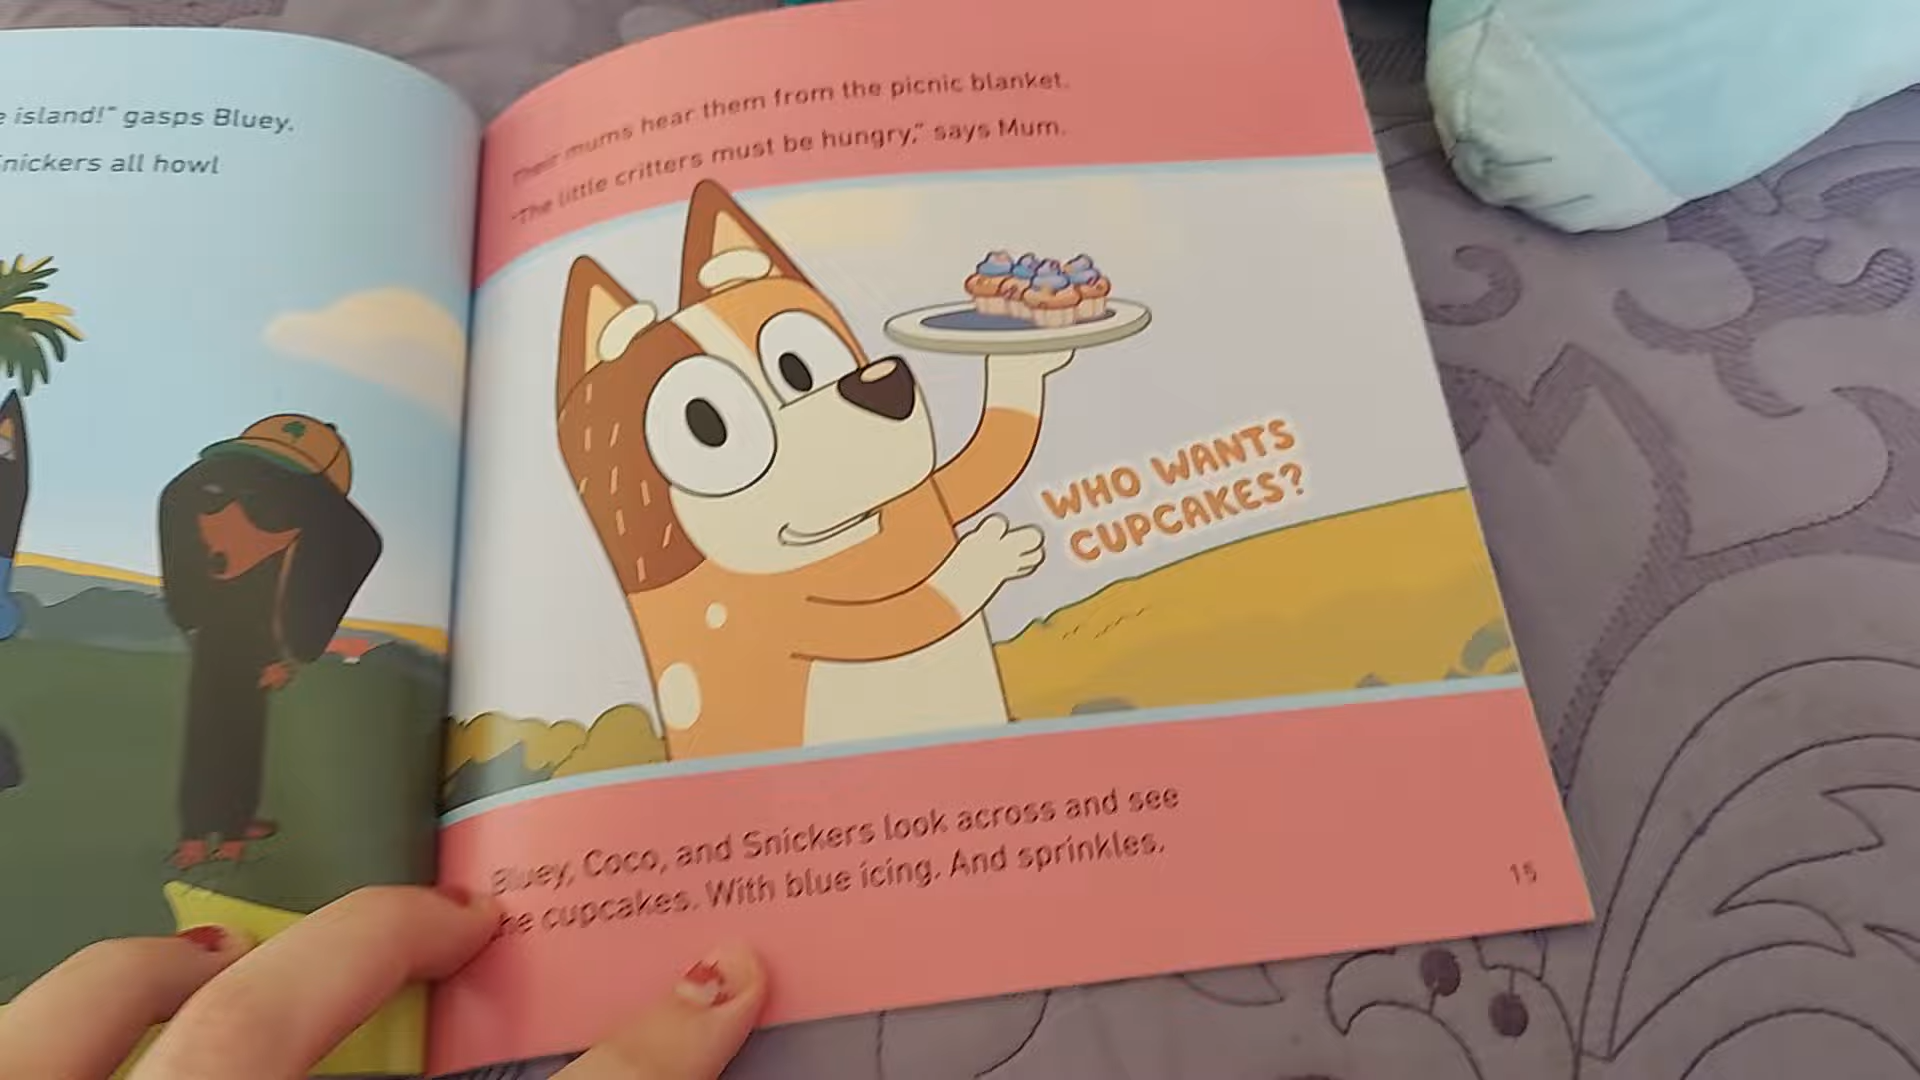 e island!" gasps Bluey.
Snickers all howl
Their mums hear them from the picnic blanket.
"The little critters must be hungry," says Mum.
WHO WANTS
CUPCAKES?
Bluey, Coco, and Snickers look across and see
the cupcakes. With blue icing. And sprinkles.
15